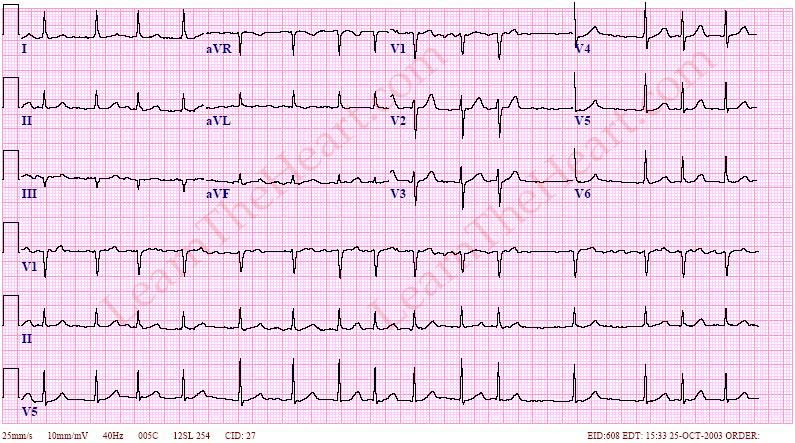 I aVR V1 V4
II aVL V2 V5
III aVF V3 V6
V1
II
V5
25mm/s 10mm/mV 40Hz 005C 12SL 254 CID: 27 EID:608 EDT: 15:33 25-OCT-2003 ORDER:
LearnTheHeart.com
LearnTheHeart.com